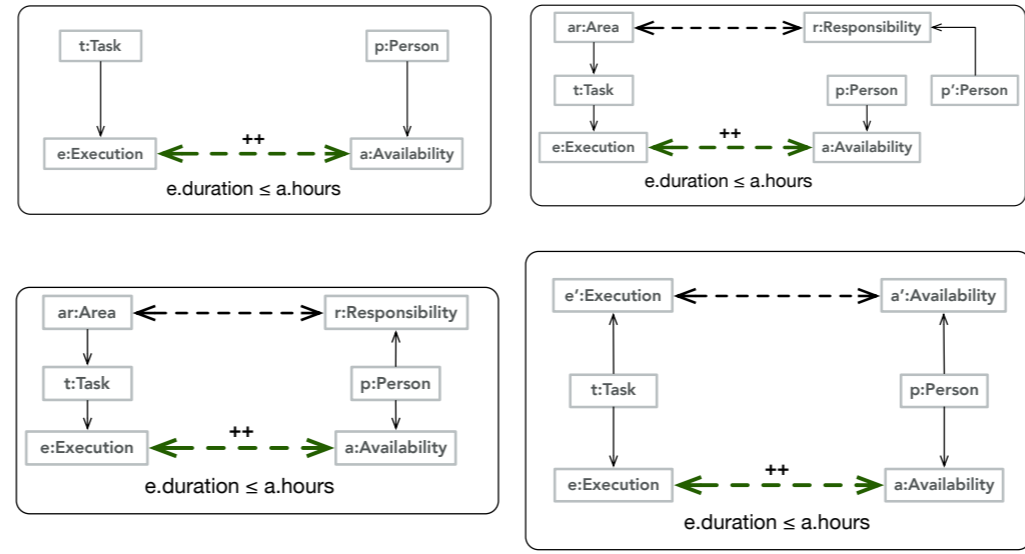 t:Task
p:Person
++
e:Execution
a:Availability
e.duration ≤ a.hours
ar:Area
r:Responsibility
t:Task
p:Person
p’:Person
++
e:Execution
a:Availability
e.duration ≤ a.hours
ar:Area
r:Responsibility
t:Task
p:Person
++
e:Execution
a:Availability
e.duration ≤ a.hours
e’:Execution
a’:Availability
t:Task
p:Person
++
e:Execution
a:Availability
e.duration ≤ a.hours